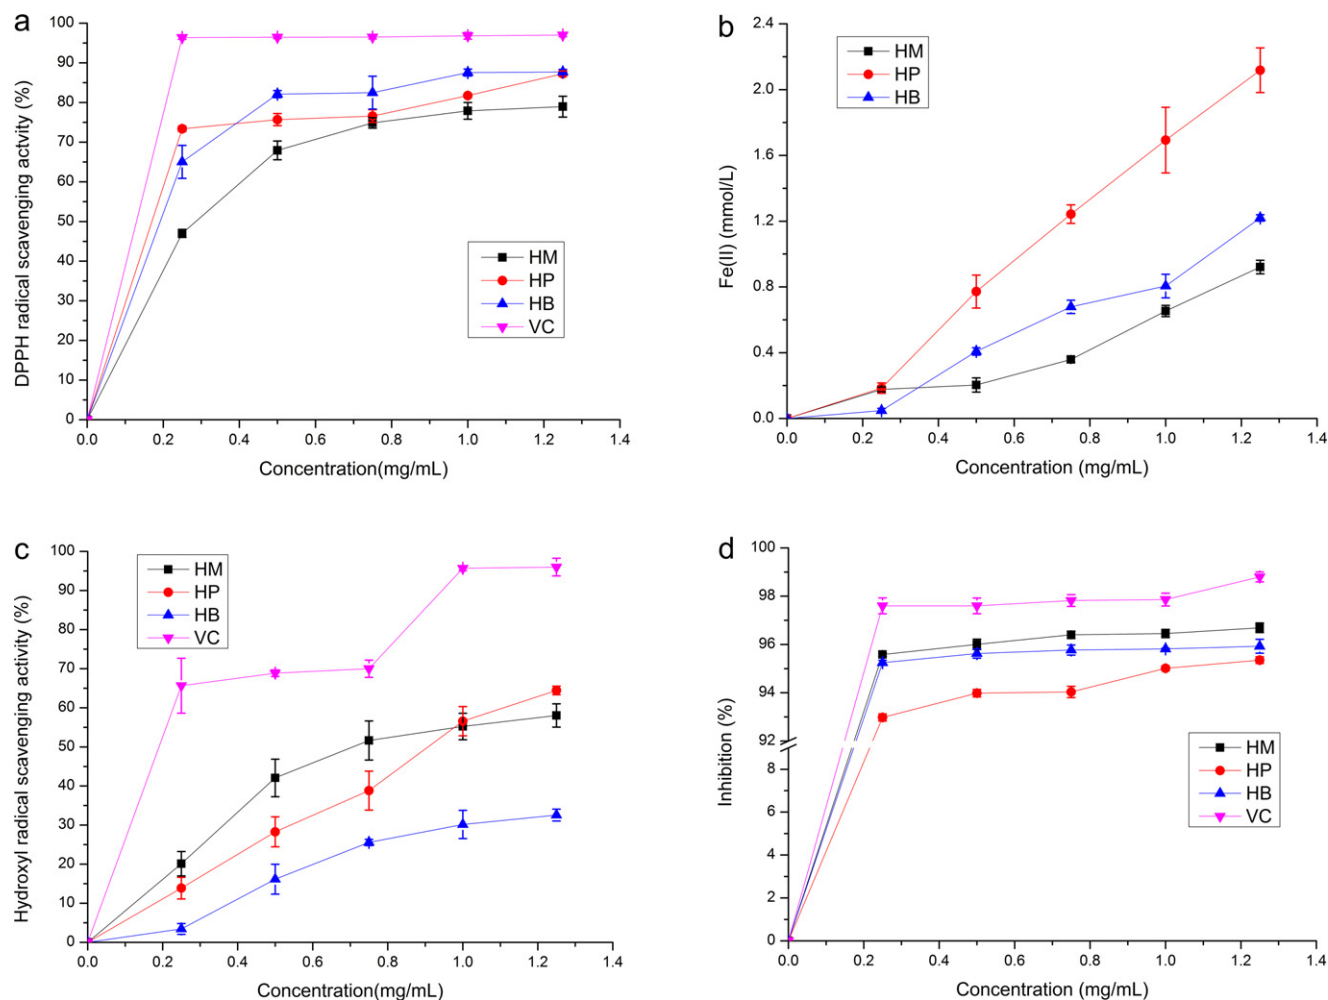 a
100
90
80
70
60
50
40
30
20
10
0
DPPH radical scavenging actvity (%)
HM
HP
HB
VC
0.0 0.2 0.4 0.6 0.8 1.0 1.2 1.4
Concentration(mg/mL)
b
2.4
2.0
1.6
1.2
0.8
0.4
0.0
Fe(II) (mmol/L)
HM
HP
HB
0.0 0.2 0.4 0.6 0.8 1.0 1.2 1.4
Concentration (mg/mL)
c
100
90
80
70
60
50
40
30
20
10
0
Hydroxyl radical scavenging activity (%)
HM
HP
HB
VC
0.0 0.2 0.4 0.6 0.8 1.0 1.2 1.4
Concentration(mg/mL)
d
100
98
96
94
92
8
6
4
2
0
Inhibition (%)
HM
HP
HB
VC
0.0 0.2 0.4 0.6 0.8 1.0 1.2 1.4
Concentration (mg/mL)